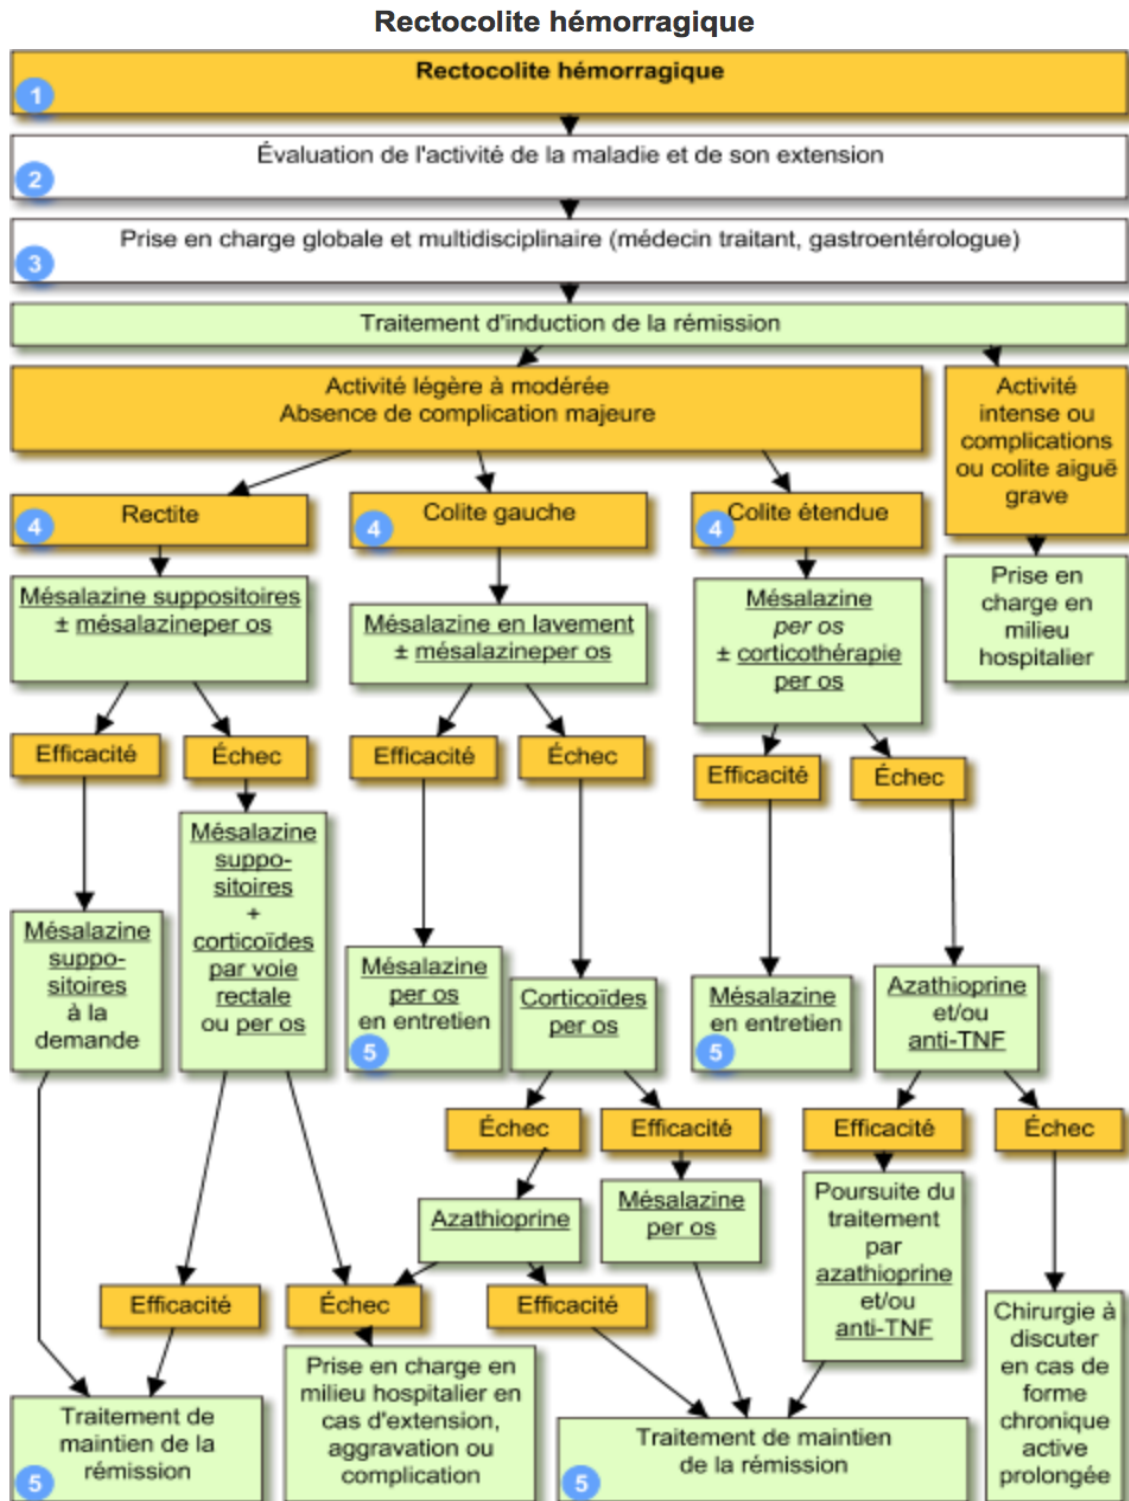 Rectocolite hémorragique
Rectocolite hémorragique
1
Évaluation de l'activité de la maladie et de son extension
2
Prise en charge globale et multidisciplinaire (médecin traitant, gastroentérologue)
3
Traitement d'induction de la rémission
Activité légère à modérée
Absence de complication majeure
Activité
intense ou
complications
ou colite aiguë
grave
Rectite
4
Colite gauche
4
Colite étendue
4
Prise en
charge en
milieu
hospitalier
Mésalazine suppositoires
± mésalazineper os
Mésalazine en lavement
± mésalazineper os
Mésalazine
per os
± corticothérapie
per os
Efficacité
Échec
Efficacité
Échec
Efficacité
Échec
Mésalazine
suppo-
sitoires
à la
demande
Mésalazine
suppo-
sitoires
+
corticoïdes
par voie
rectale
ou per os
Mésalazine
per os
en entretien
5
Corticoïdes
per os
Mésalazine
en entretien
5
Azathioprine
et/ou
anti-TNF
Échec
Efficacité
Efficacité
Échec
Azathioprine
Mésalazine
per os
Poursuite du
traitement
par
azathioprine
et/ou
anti-TNF
Efficacité
Échec
Efficacité
Chirurgie à
discuter
en cas de
forme
chronique
active
prolongée
Traitement de
maintien de la
rémission
5
Prise en charge en
milieu hospitalier en
cas d'extension,
aggravation ou
complication
Traitement de maintien
de la rémission
5